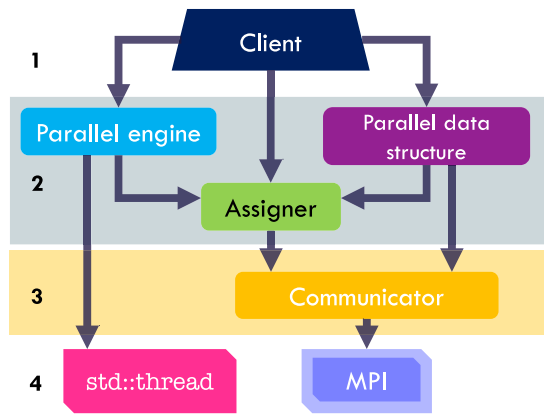 Client
1
Parallel engine
Parallel data
structure
2
Assigner
3
Communicator
4
std::thread
MPI